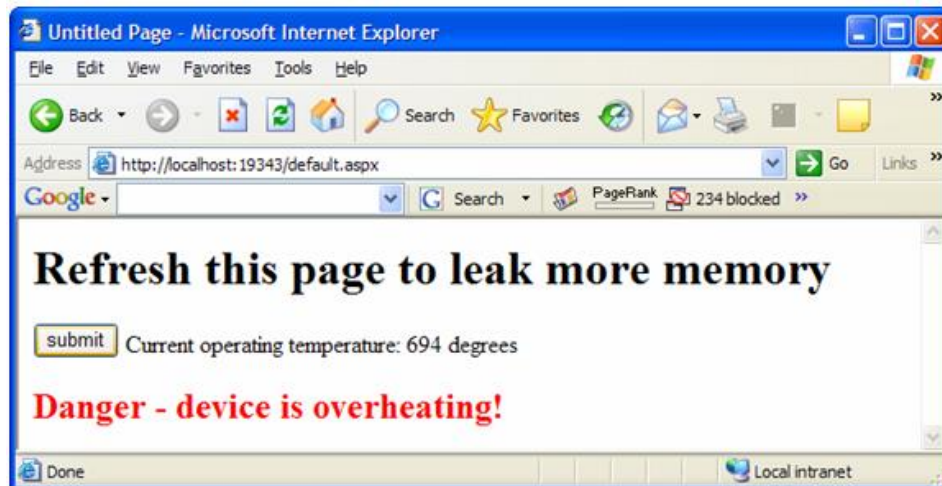 Untitled Page - Microsoft Internet Explorer
File Edit View Favorites Tools Help
Back Search Favorites »
Address http://localhost:19343/default.aspx Go Links »
Google Search PageRank 234 blocked »
Refresh this page to leak more memory
submit Current operating temperature: 694 degrees
Danger - device is overheating!
Done Local intranet